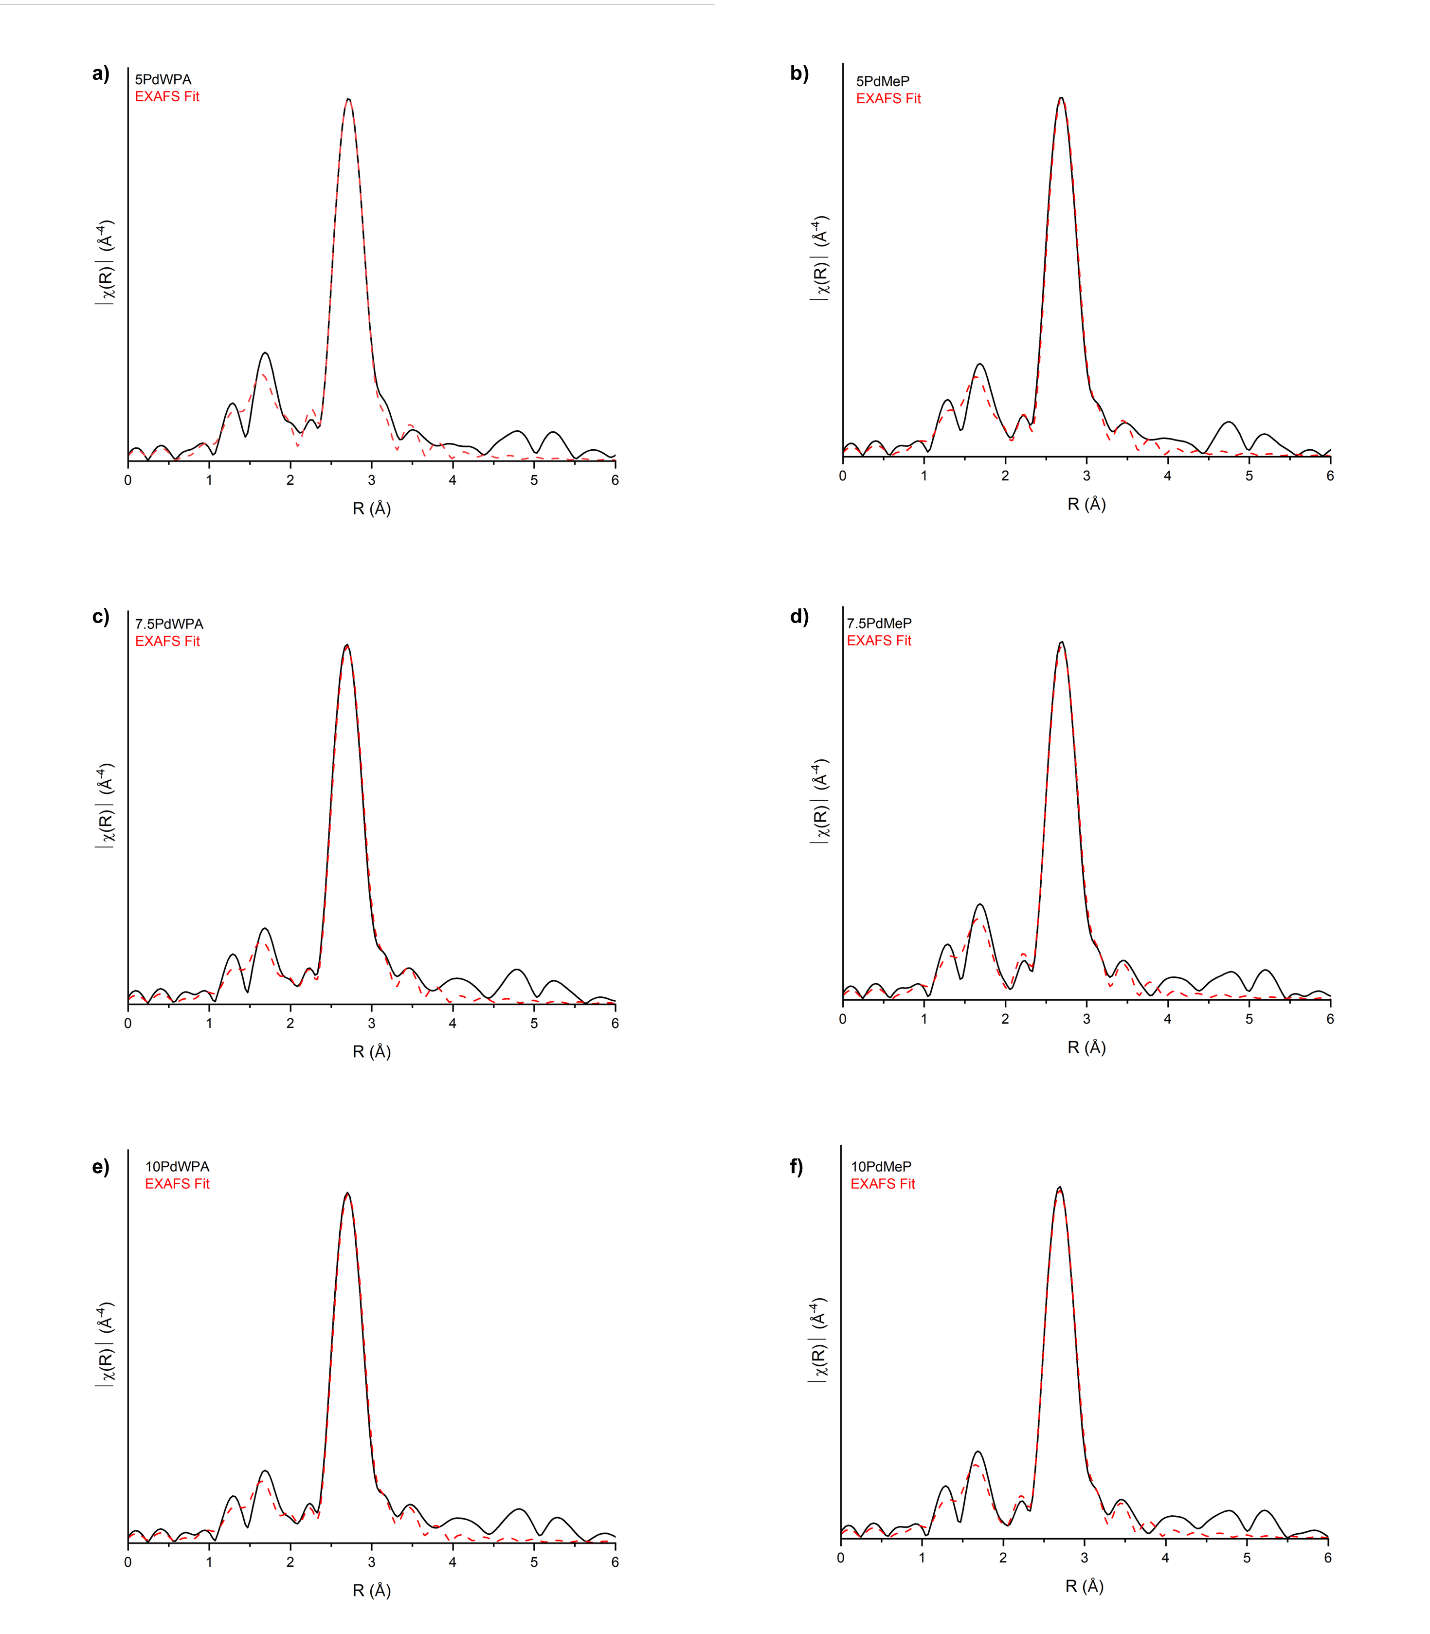 a)
5PdWPA
EXAFS Fit
|χ(R)| (Å-4)
0 1 2 3 4 5 6
R (Å)
b)
5PdMeP
EXAFS Fit
|χ(R)| (Å-4)
0 1 2 3 4 5 6
R (Å)
c)
7.5PdWPA
EXAFS Fit
|χ(R)| (Å-4)
0 1 2 3 4 5 6
R (Å)
d)
7.5PdMeP
EXAFS Fit
|χ(R)| (Å-4)
0 1 2 3 4 5 6
R (Å)
e)
10PdWPA
EXAFS Fit
|χ(R)| (Å-4)
0 1 2 3 4 5 6
R (Å)
f)
10PdMeP
EXAFS Fit
|χ(R)| (Å-4)
0 1 2 3 4 5 6
R (Å)